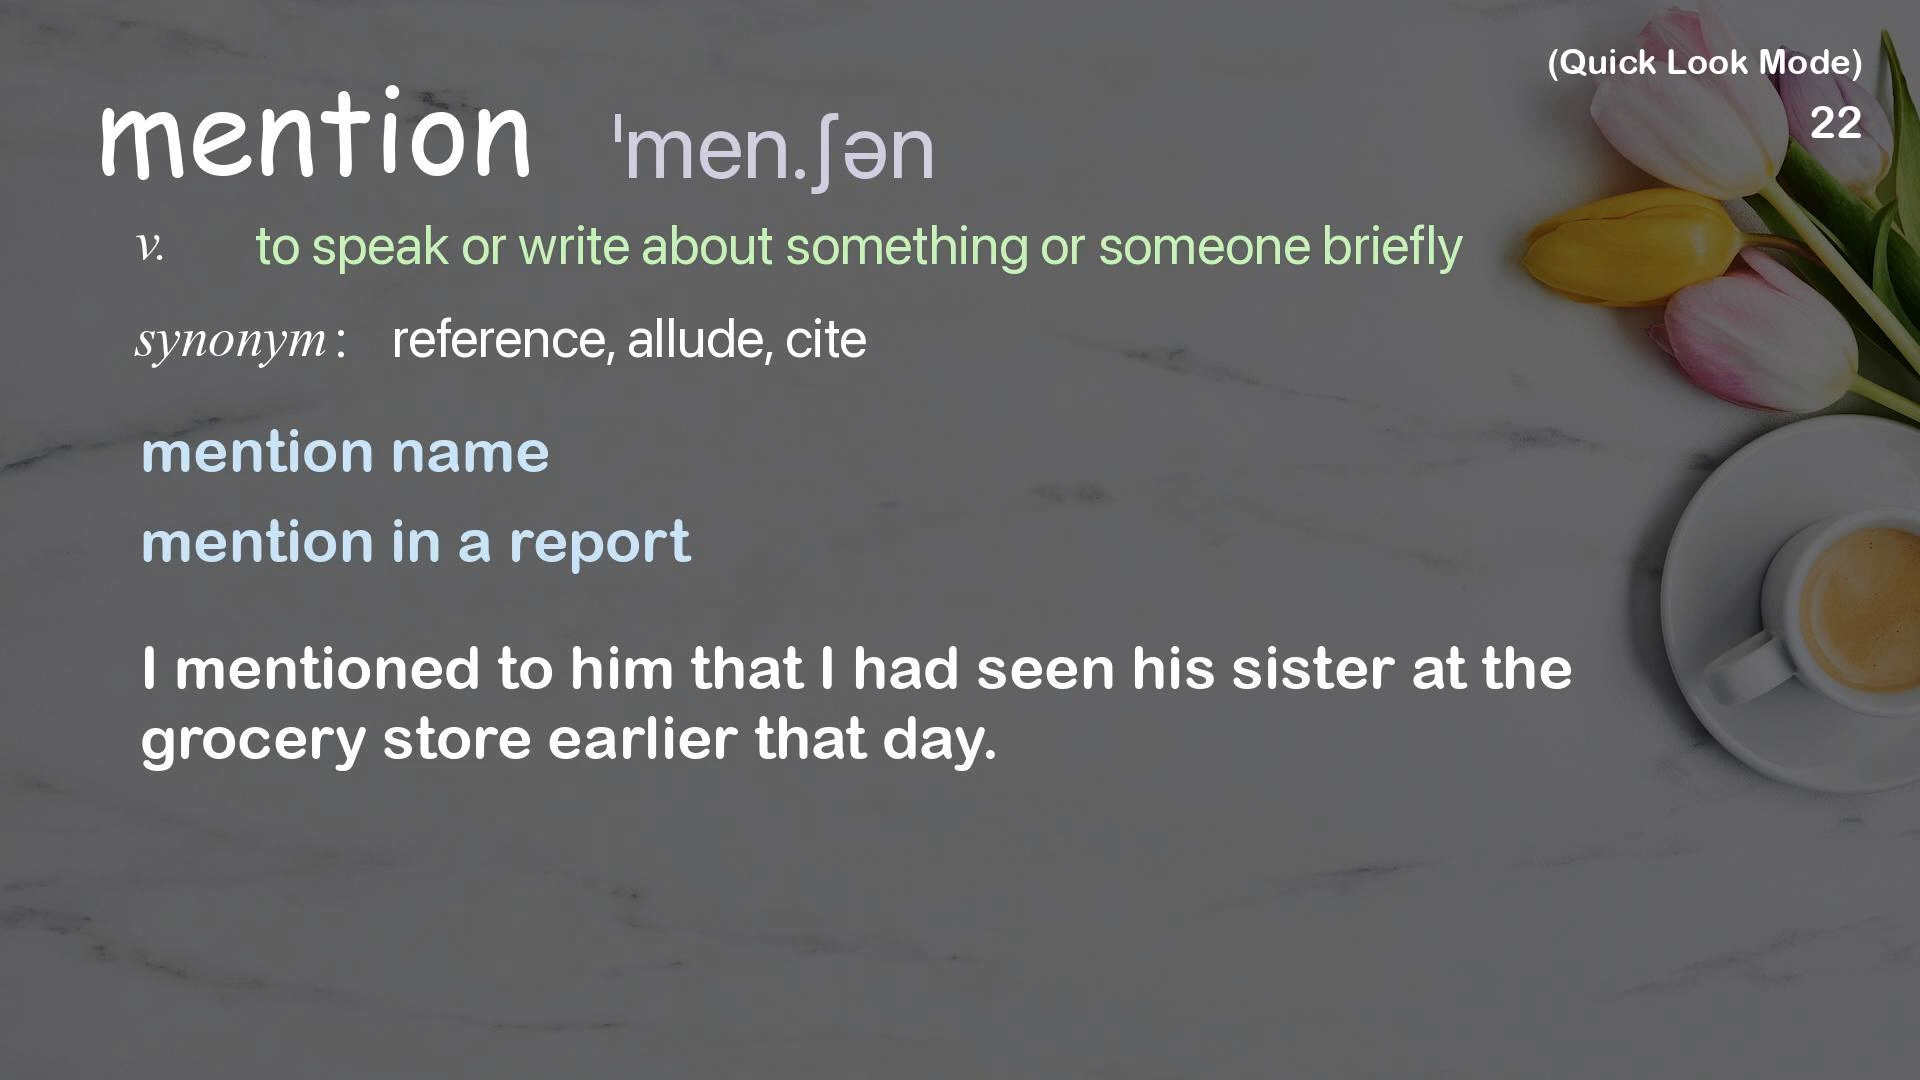 (Quick Look Mode)
22
mention ˈmen.ʃən
v. to speak or write about something or someone briefly
synonym: reference, allude, cite
mention name
mention in a report
I mentioned to him that I had seen his sister at the
grocery store earlier that day.